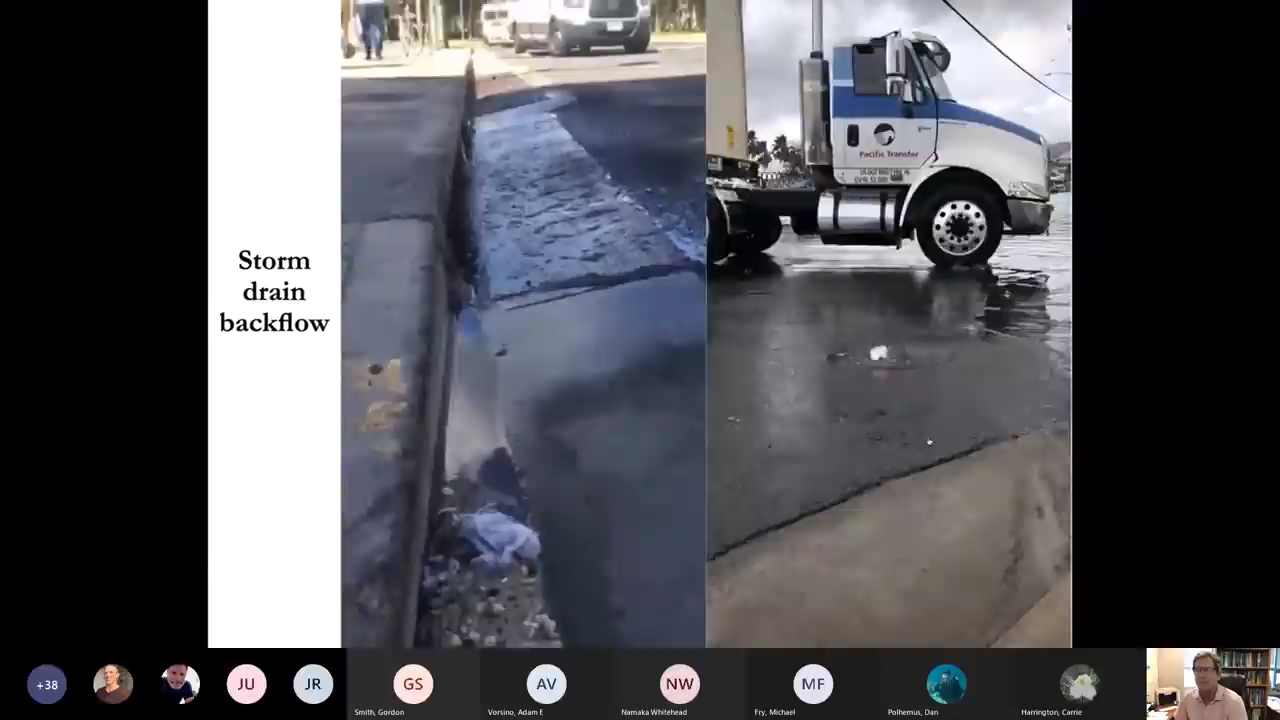 Storm
drain
backflow
Pacific Transfer
+38
JU
JR
GS
AV
NW
MF
Smith, Gordon
Vorsino, Adam E
Namaka Whitehead
Fry, Michael
Polhemus, Dan
Harrington, Carrie